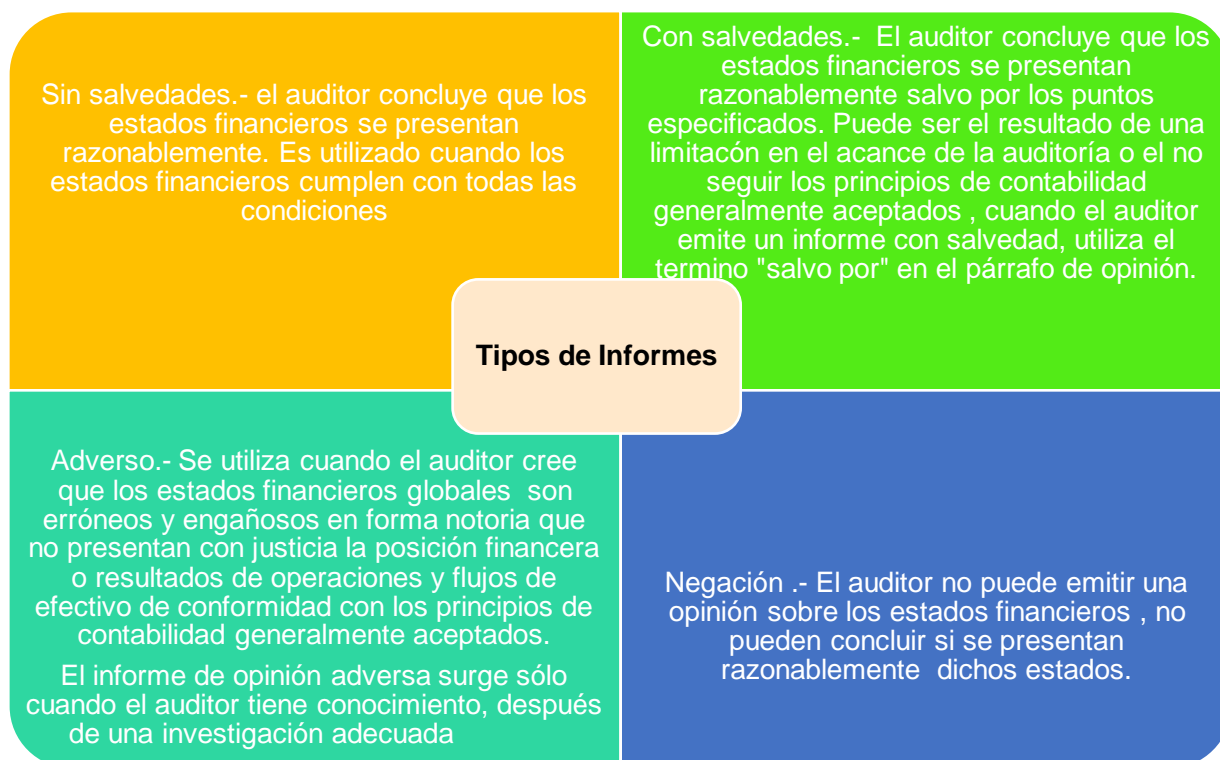 Sin salvedades.- el auditor concluye que los
estados financieros se presentan
razonablemente. Es utilizado cuando los
estados financieros cumplen con todas las
condiciones
Con salvedades.- El auditor concluye que los
estados financieros se presentan
razonablemente salvo por los puntos
especificados. Puede ser el resultado de una
limitacón en el acance de la auditoría o el no
seguir los principios de contabilidad
generalmente aceptados , cuando el auditor
emite un informe con salvedad, utiliza el
termino "salvo por" en el párrafo de opinión.
Tipos de Informes
Adverso.- Se utiliza cuando el auditor cree
que los estados financieros globales son
erróneos y engañosos en forma notoria que
no presentan con justicia la posición financera
o resultados de operaciones y flujos de
efectivo de conformidad con los principios de
contabilidad generalmente aceptados.
El informe de opinión adversa surge sólo
cuando el auditor tiene conocimiento, después
de una investigación adecuada
Negación .- El auditor no puede emitir una
opinión sobre los estados financieros , no
pueden concluir si se presentan
razonablemente dichos estados.